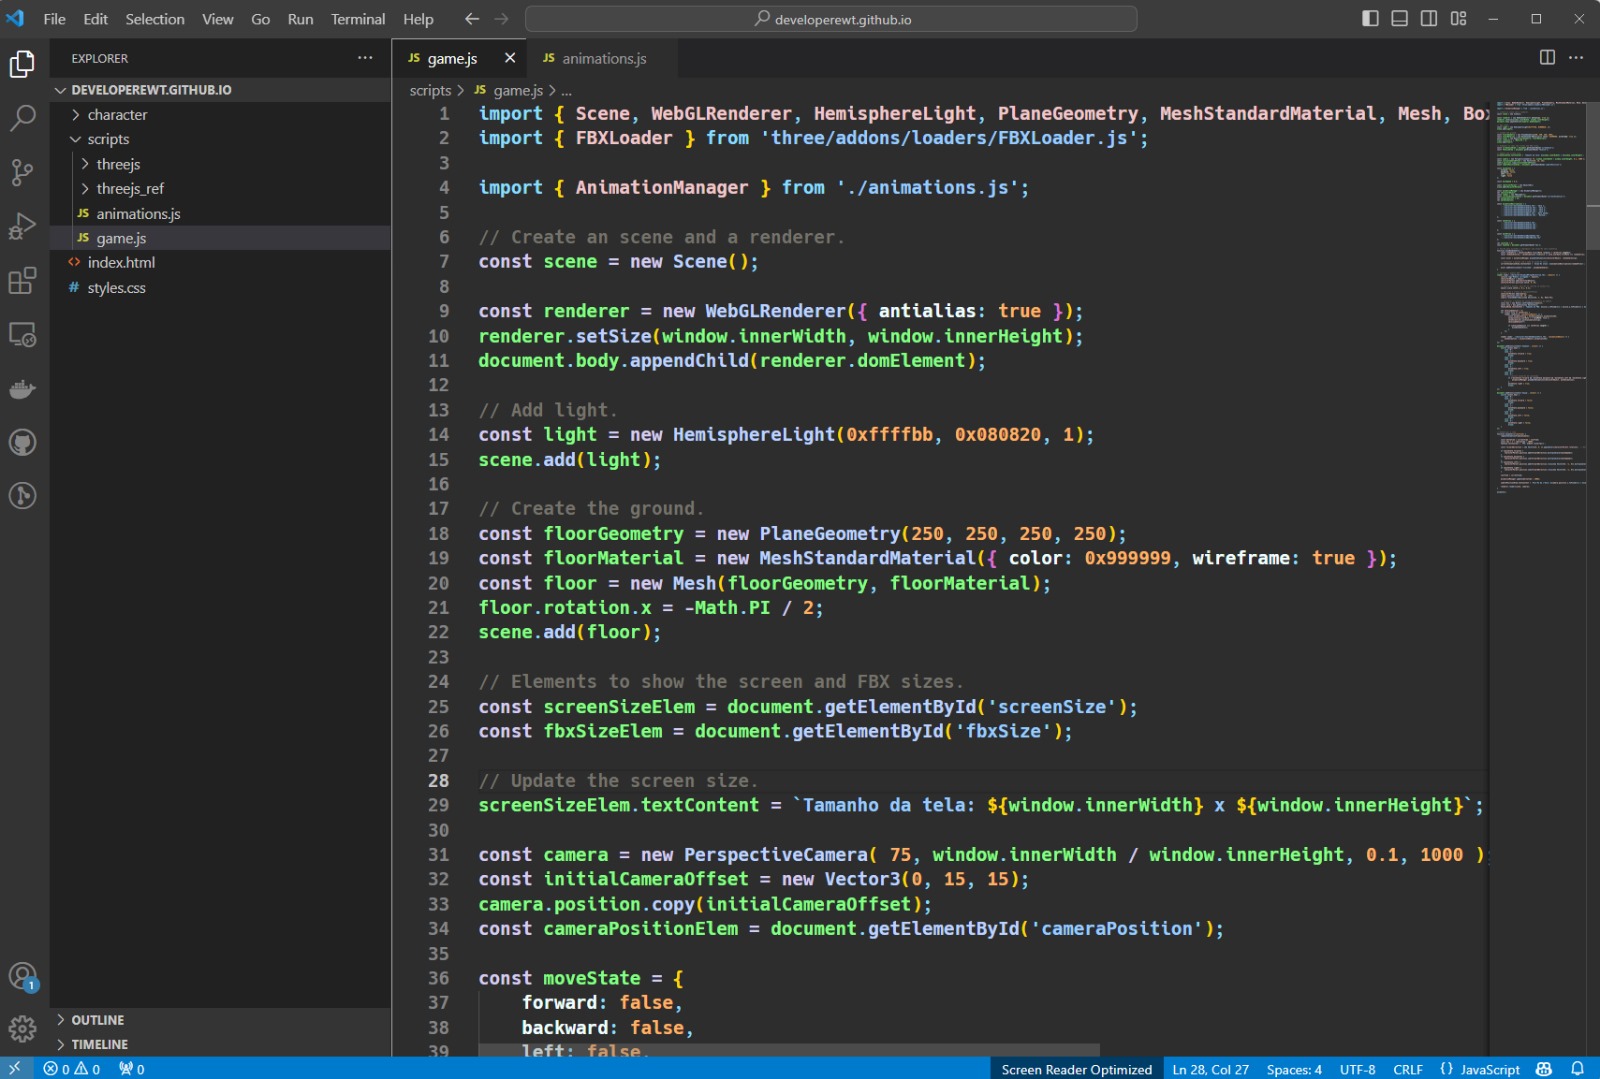 File Edit Selection View Go Run Terminal Help developerewt.github.io
EXPLORER
DEVELOPEREWT.GITHUB.IO
character
scripts
threejs
threejs_ref
JS animations.js
JS game.js
<> index.html
# styles.css
OUTLINE
TIMELINE
1
JS game.js
JS animations.js
scripts > JS game.js > ...
1 import { Scene, WebGLRenderer, HemisphereLight, PlaneGeometry, MeshStandardMaterial, Mesh, Box
2 import { FBXLoader } from 'three/addons/loaders/FBXLoader.js';
3
4 import { AnimationManager } from './animations.js';
5
6 // Create an scene and a renderer.
7 const scene = new Scene();
8
9 const renderer = new WebGLRenderer({ antialias: true });
10 renderer.setSize(window.innerWidth, window.innerHeight);
11 document.body.appendChild(renderer.domElement);
12
13 // Add light.
14 const light = new HemisphereLight(0xffffbb, 0x080820, 1);
15 scene.add(light);
16
17 // Create the ground.
18 const floorGeometry = new PlaneGeometry(250, 250, 250, 250);
19 const floorMaterial = new MeshStandardMaterial({ color: 0x999999, wireframe: true });
20 const floor = new Mesh(floorGeometry, floorMaterial);
21 floor.rotation.x = -Math.PI / 2;
22 scene.add(floor);
23
24 // Elements to show the screen and FBX sizes.
25 const screenSizeElem = document.getElementById('screenSize');
26 const fbxSizeElem = document.getElementById('fbxSize');
27
28 // Update the screen size.
29 screenSizeElem.textContent = `Tamanho da tela: ${window.innerWidth} x ${window.innerHeight}`;
30
31 const camera = new PerspectiveCamera( 75, window.innerWidth / window.innerHeight, 0.1, 1000 );
32 const initialCameraOffset = new Vector3(0, 15, 15);
33 camera.position.copy(initialCameraOffset);
34 const cameraPositionElem = document.getElementById('cameraPosition');
35
36 const moveState = {
37 forward: false,
38 backward: false,
39 left: false,
0 0 0 Screen Reader Optimized Ln 28, Col 27 Spaces: 4 UTF-8 CRLF {} JavaScript